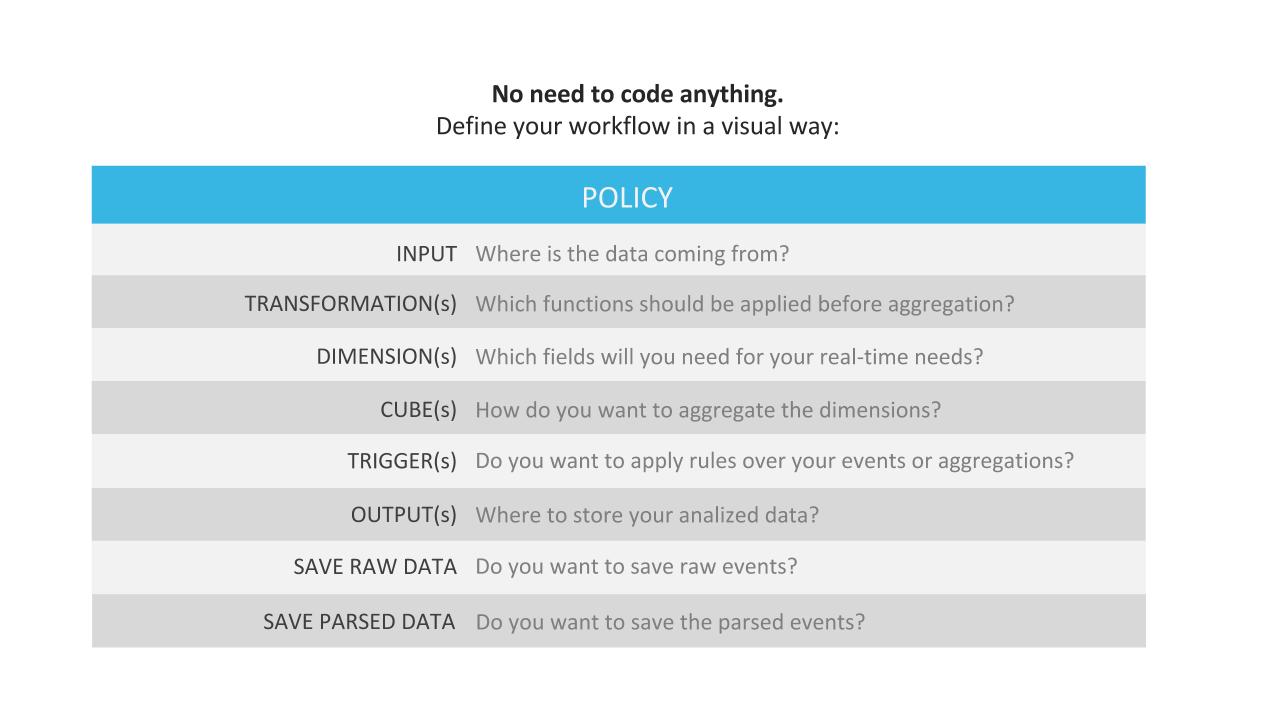 No need to code anything.
Define your workflow in a visual way:
POLICY
INPUT Where is the data coming from?
TRANSFORMATION(s) Which functions should be applied before aggregation?
DIMENSION(s) Which fields will you need for your real-time needs?
CUBE(s) How do you want to aggregate the dimensions?
TRIGGER(s) Do you want to apply rules over your events or aggregations?
OUTPUT(s) Where to store your analized data?
SAVE RAW DATA Do you want to save raw events?
SAVE PARSED DATA Do you want to save the parsed events?